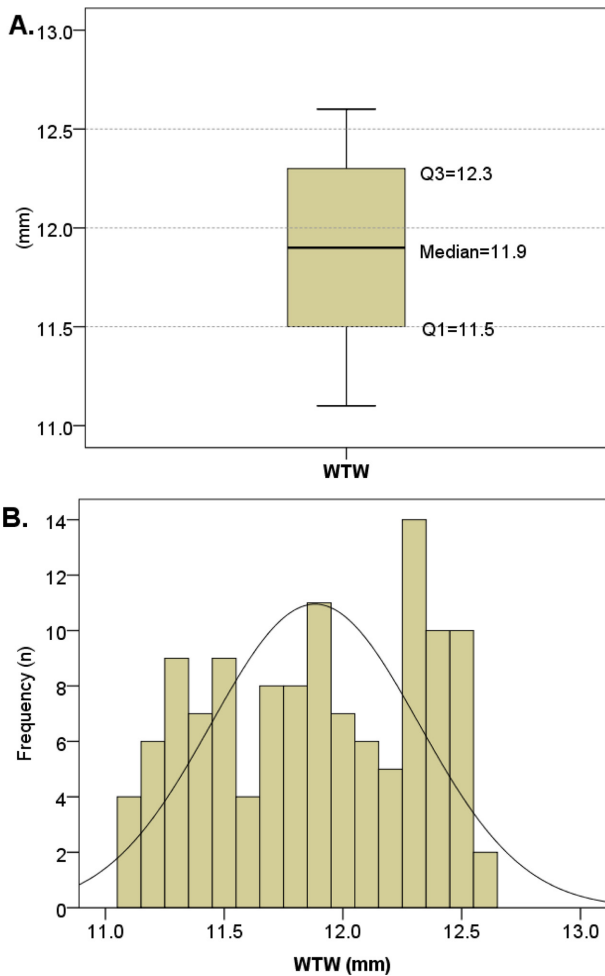 A.
13.0
12.5
12.0
11.5
11.0
(mm)
Q3=12.3
Median=11.9
Q1=11.5
WTW
B.
14
12
10
8
6
4
2
0
Frequency (n)
11.0 11.5 12.0 12.5 13.0
WTW (mm)